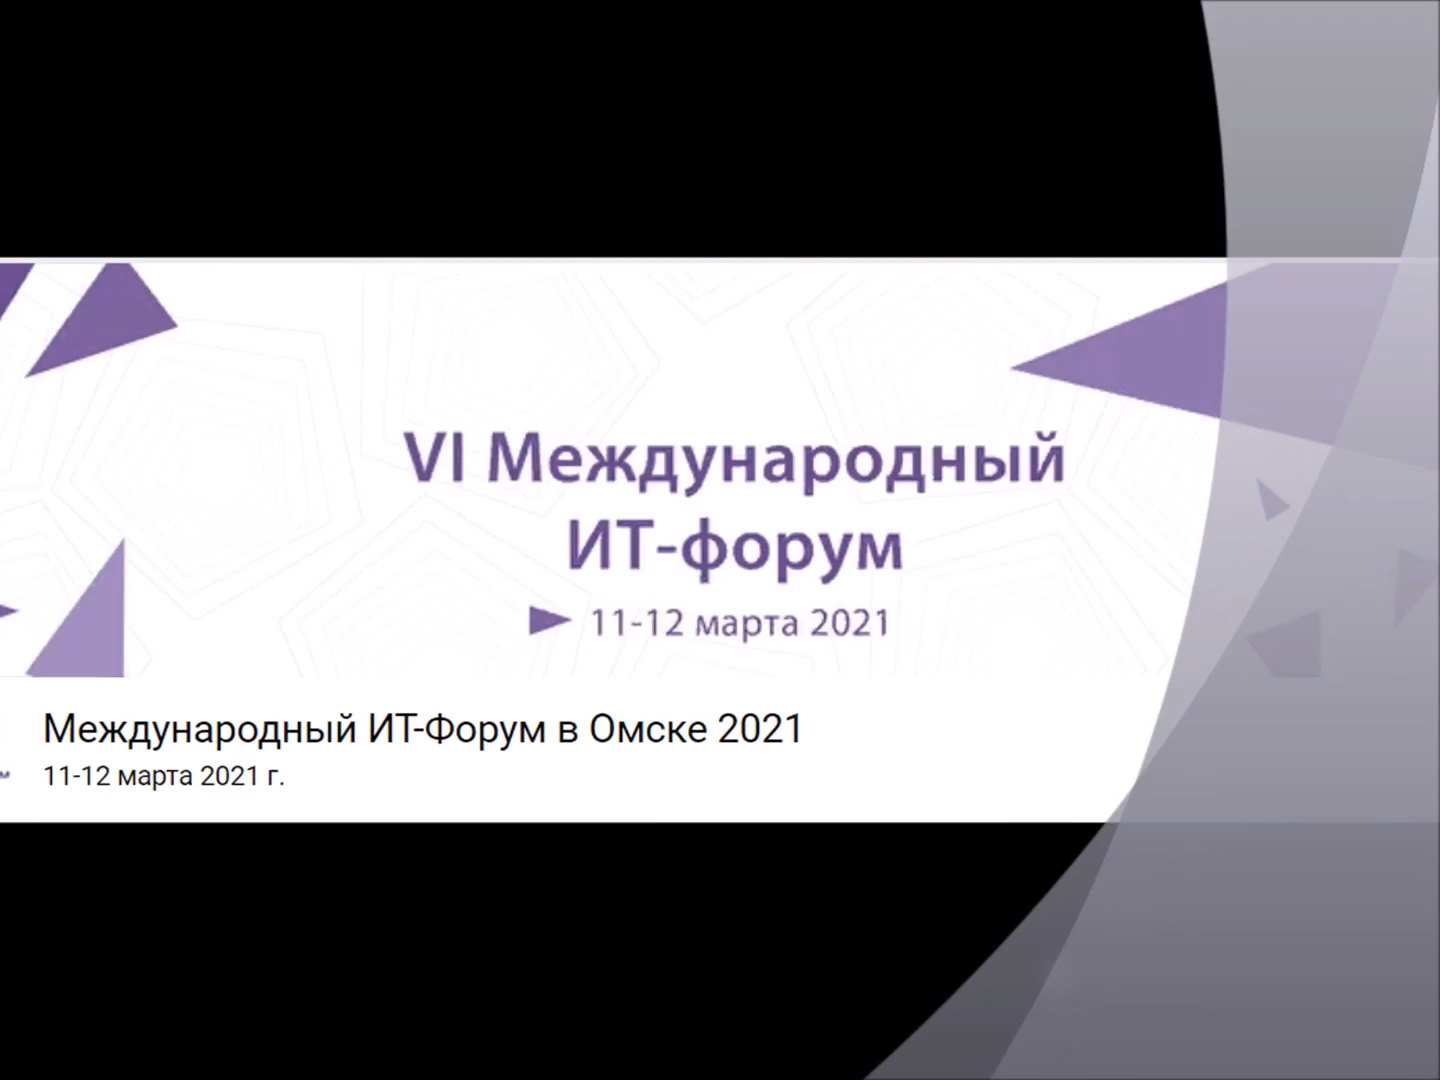 VI Международный
ИТ-форум
11-12 марта 2021
Международный ИТ-Форум в Омске 2021
11-12 марта 2021 г.